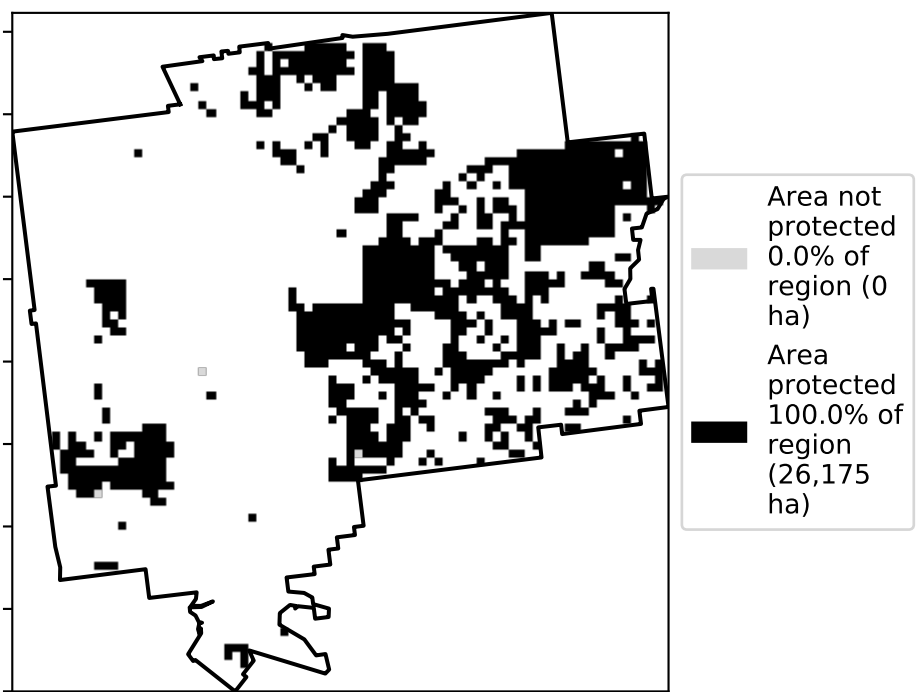 Area not
protected
0.0% of
region (0
ha)
Area
protected
100.0% of
region
(26,175
ha)